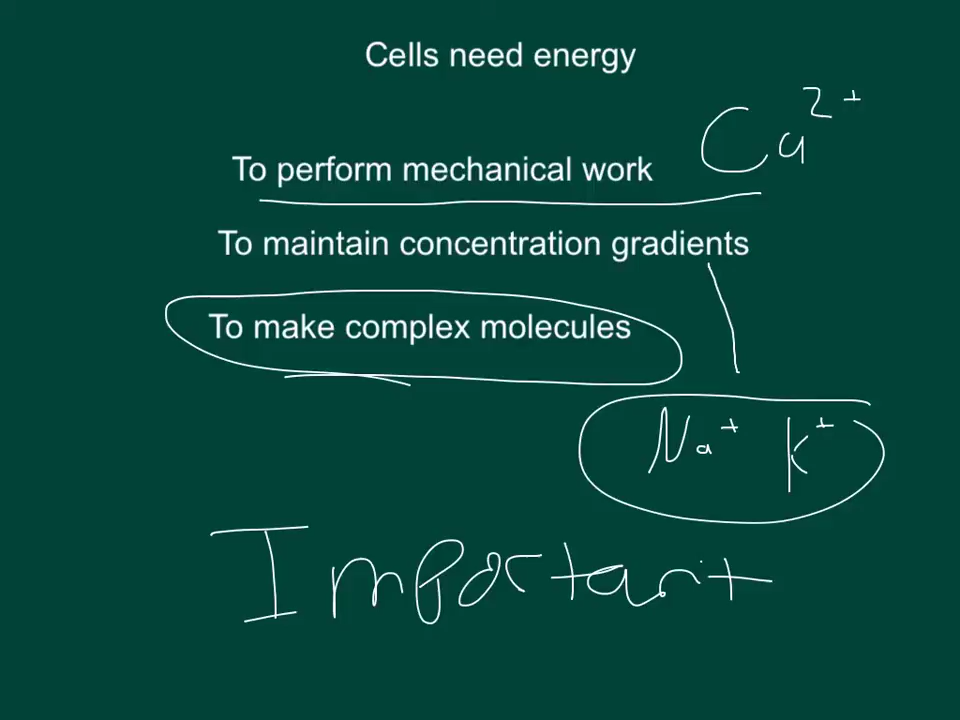 Cells need energy
To perform mechanical work Ca2+
To maintain concentration gradients
To make complex molecules
Na+ K+
Important